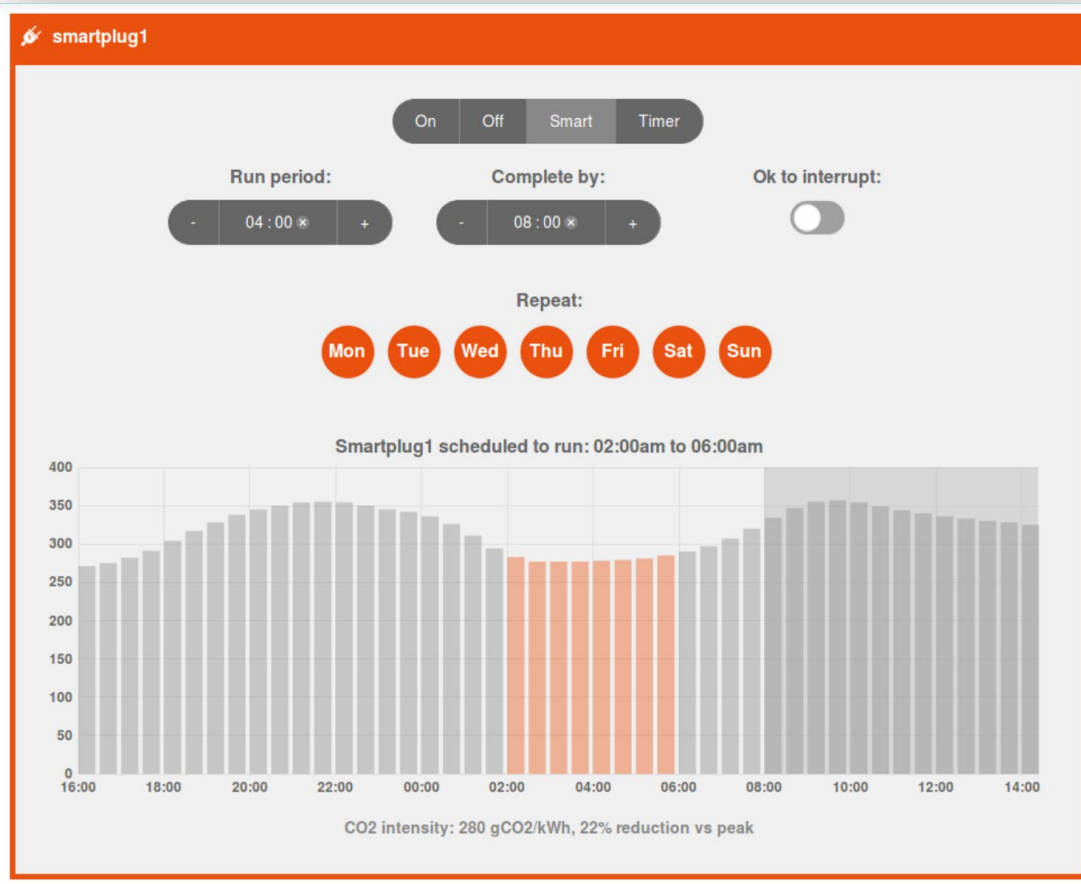 smartplug1
On Off Smart Timer
Run period: Complete by: Ok to interrupt:
- 04 : 00 × + - 08 : 00 × +
Repeat:
Mon Tue Wed Thu Fri Sat Sun
Smartplug1 scheduled to run: 02:00am to 06:00am
400
350
300
250
200
150
100
50
0
16:00 18:00 20:00 22:00 00:00 02:00 04:00 06:00 08:00 10:00 12:00 14:00
CO2 intensity: 280 gCO2/kWh, 22% reduction vs peak